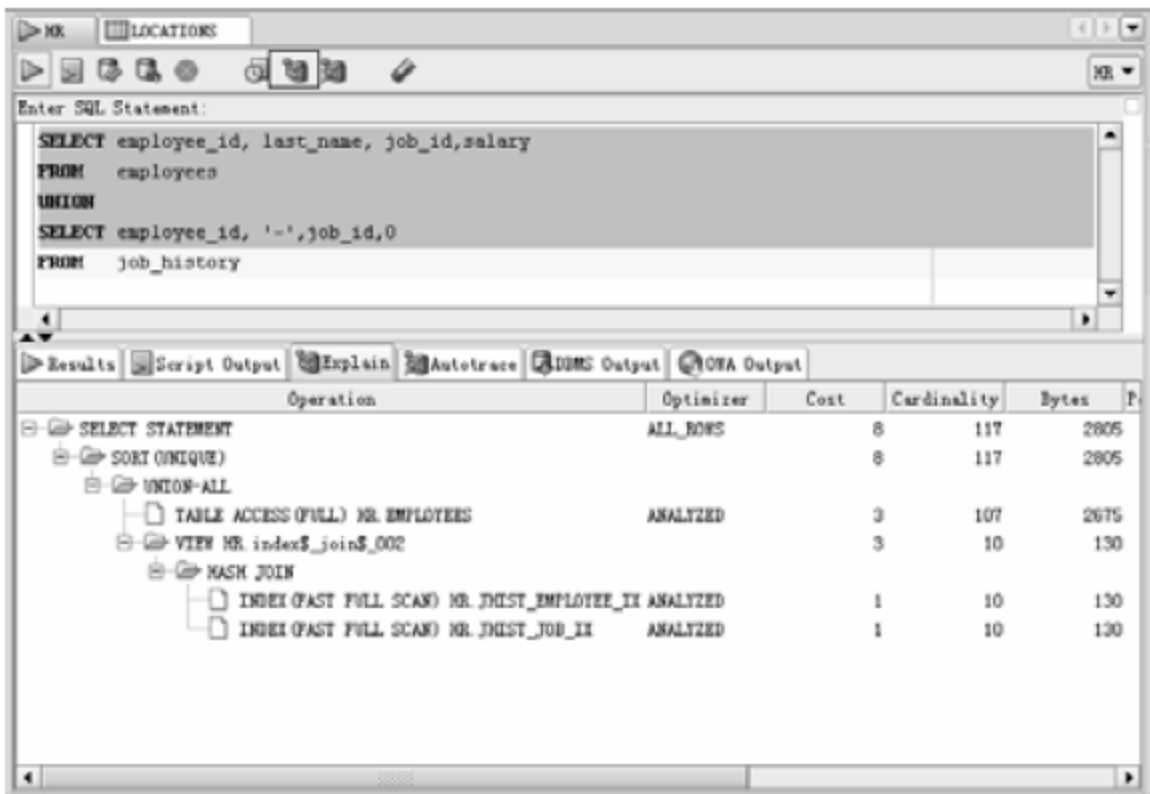 HR LOCATIONS
HR
Enter SQL Statement:
SELECT employee_id, last_name, job_id,salary
FROM employees
UNION
SELECT employee_id, '-',job_id,0
FROM job_history
Results Script Output Explain Autotrace DBMS Output OWA Output
Operation Optimizer Cost Cardinality Bytes P
SELECT STATEMENT ALL_ROWS 8 117 2805
SORT(UNIQUE) 8 117 2805
UNION-ALL
TABLE ACCESS(FULL) HR.EMPLOYEES ANALYZED 3 107 2675
VIEW HR.index$_join$_002 3 10 130
HASH JOIN
INDEX(FAST FULL SCAN) HR.JHIST_EMPLOYEE_IX ANALYZED 1 10 130
INDEX(FAST FULL SCAN) HR.JHIST_JOB_IX ANALYZED 1 10 130